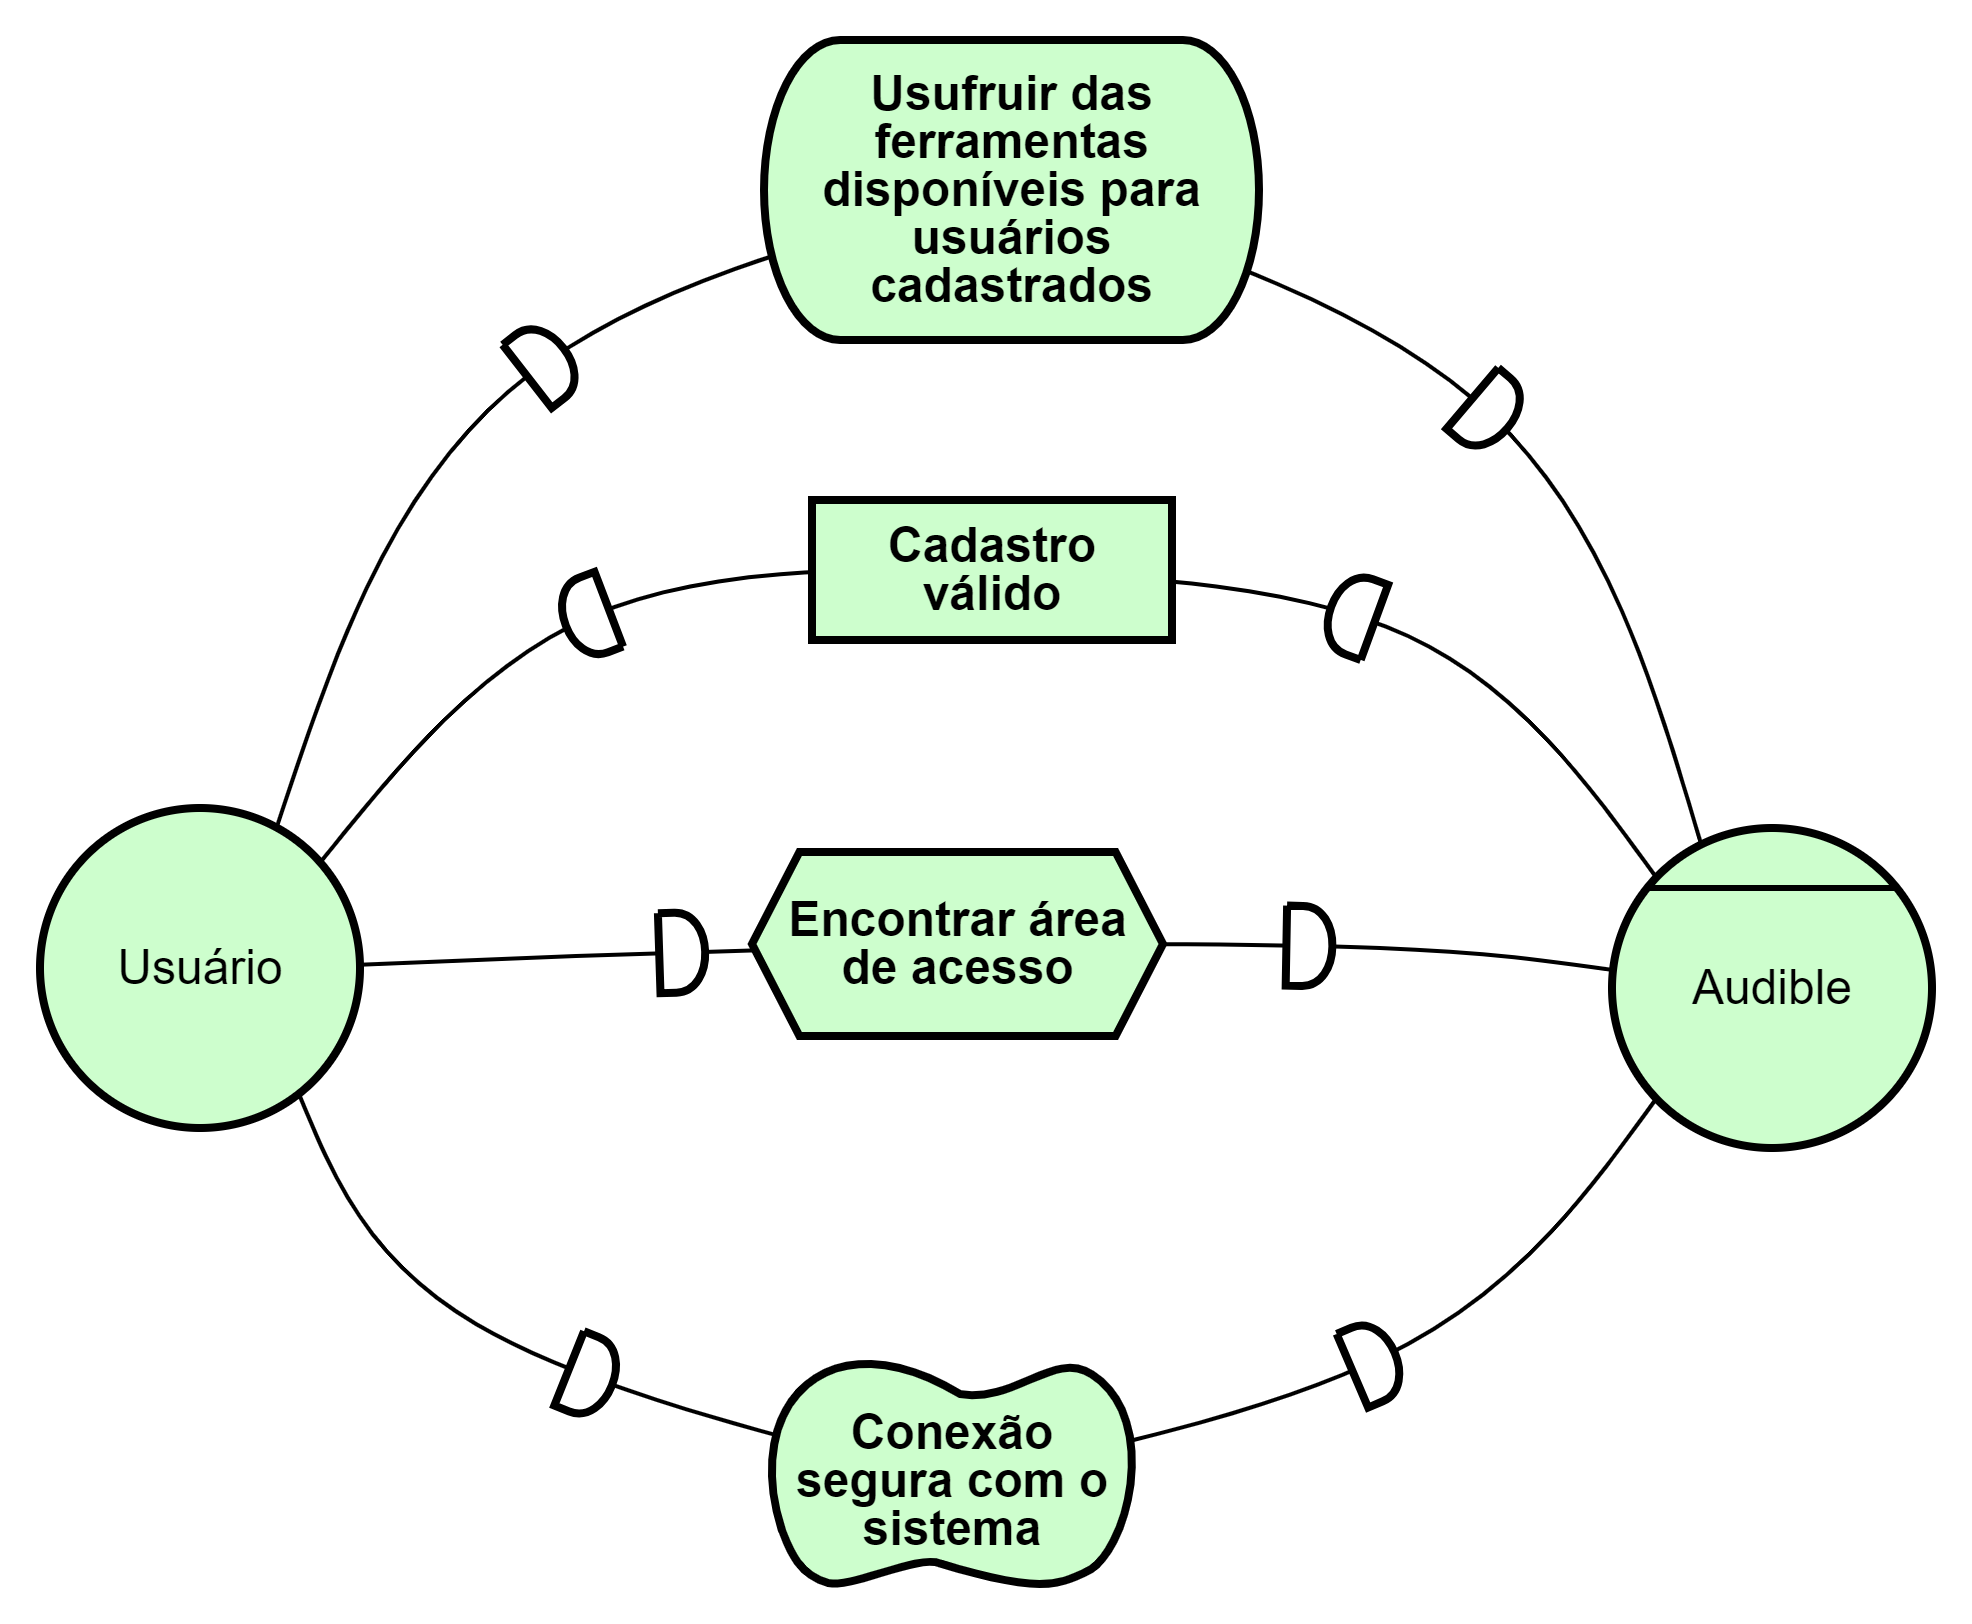 Usufruir das
ferramentas
disponíveis para
usuários
cadastrados
Cadastro
válido
Encontrar área
de acesso
Usuário
Audible
Conexão
segura com o
sistema